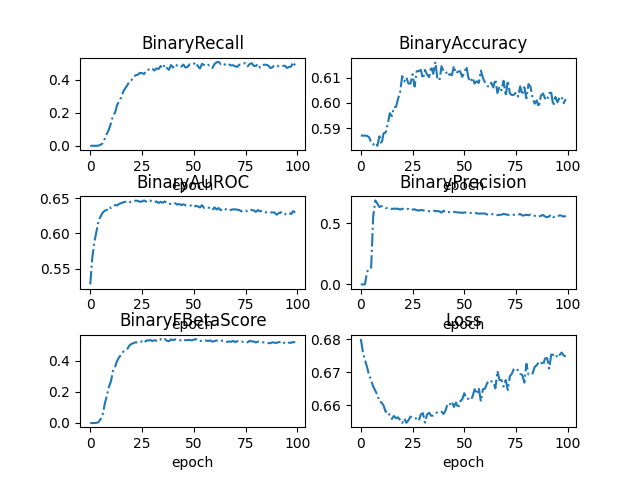 BinaryRecall
0.4
0.2
0.0
0 25 50 75 100
epoch
BinaryAccuracy
0.61
0.60
0.59
0 25 50 75 100
epoch
BinaryAUROC
0.65
0.60
0.55
0 25 50 75 100
epoch
BinaryPrecision
0.5
0.0
0 25 50 75 100
epoch
BinaryFBetaScore
0.4
0.2
0.0
0 25 50 75 100
epoch
Loss
0.68
0.67
0.66
0 25 50 75 100
epoch